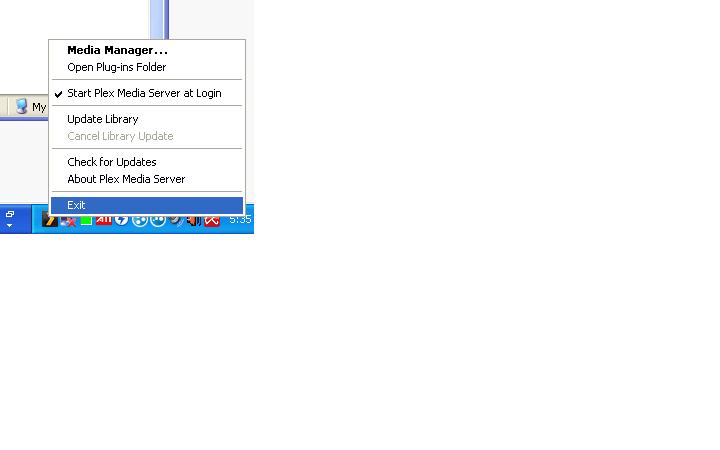 Media Manager...
Open Plug-ins Folder
Start Plex Media Server at Login
My
Update Library
Cancel Library Update
Check for Updates
About Plex Media Server
Exit
5:35